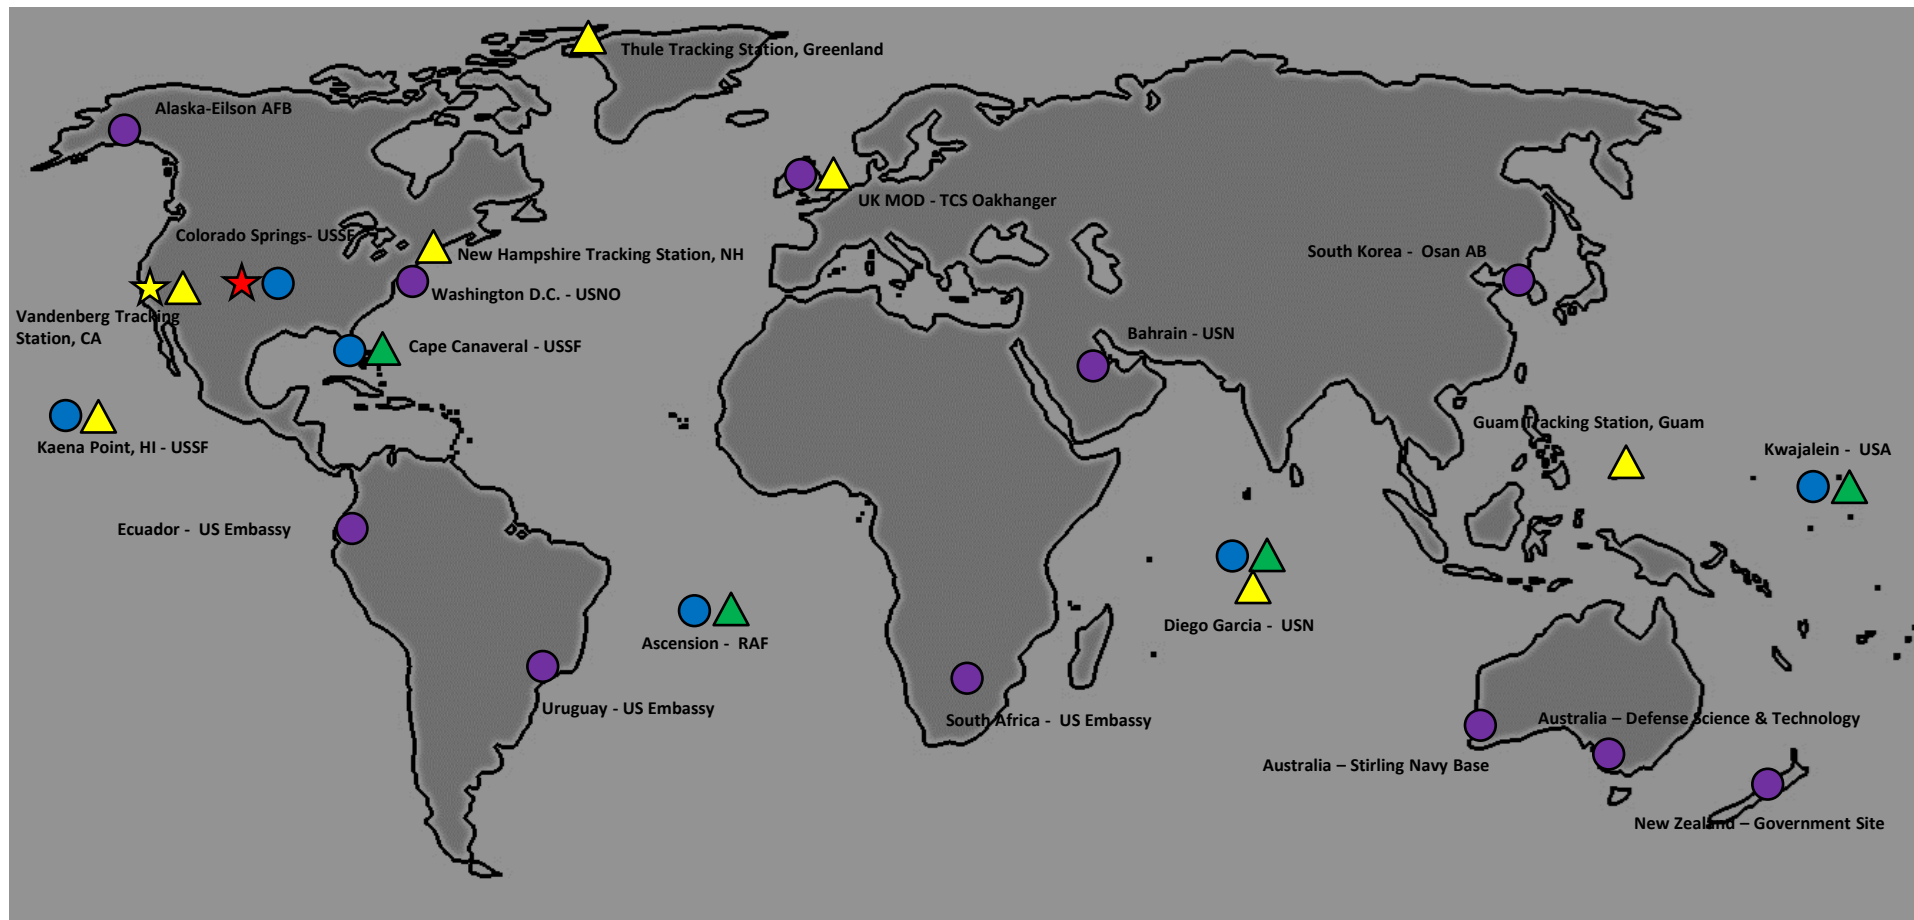 Thule Tracking Station, Greenland
Alaska-Eilson AFB
UK MOD - TCS Oakhanger
Colorado Springs- USSF
New Hampshire Tracking Station, NH
South Korea -  Osan AB
Washington D.C. - USNO
Vandenberg Tracking
Station, CA
Bahrain - USN
Cape Canaveral - USSF
Guam Tracking Station, Guam
Kaena Point, HI - USSF
Kwajalein -  USA
Ecuador -  US Embassy
Diego Garcia -  USN
Ascension -  RAF
Uruguay - US Embassy
South Africa -  US Embassy
Australia – Defense Science & Technology
Australia – Stirling Navy Base
New Zealand – Government Site